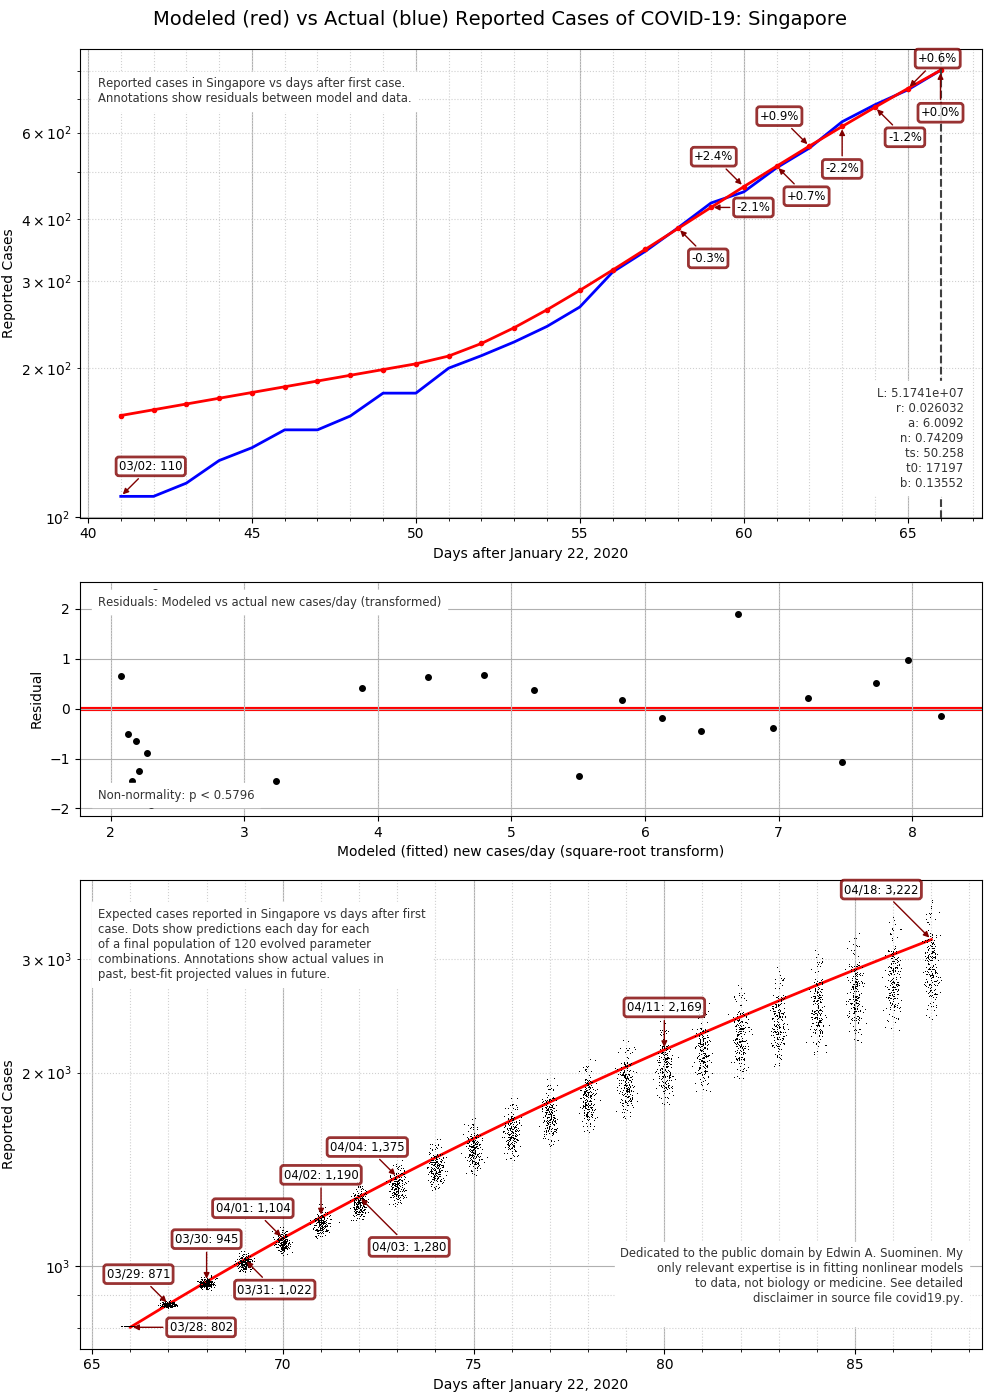 Modeled (red) vs Actual (blue) Reported Cases of COVID-19: Singapore
Reported cases in Singapore vs days after first case.
Annotations show residuals between model and data.
+0.6%
+0.0%
+0.9%
-1.2%
+2.4%
-2.2%
+0.7%
-2.1%
-0.3%
03/02: 110
L: 5.1741e+07
r: 0.026032
a: 6.0092
n: 0.74209
ts: 50.258
t0: 17197
b: 0.13552
6 × 10²
4 × 10²
3 × 10²
2 × 10²
10²
Reported Cases
40 45 50 55 60 65
Days after January 22, 2020
Residuals: Modeled vs actual new cases/day (transformed)
Non-normality: p < 0.5796
2
1
0
−1
−2
Residual
2 3 4 5 6 7 8
Modeled (fitted) new cases/day (square-root transform)
Expected cases reported in Singapore vs days after first
case. Dots show predictions each day for each
of a final population of 120 evolved parameter
combinations. Annotations show actual values in
past, best-fit projected values in future.
04/18: 3,222
04/11: 2,169
04/04: 1,375
04/02: 1,190
04/01: 1,104
04/03: 1,280
03/30: 945
03/31: 1,022
03/29: 871
03/28: 802
Dedicated to the public domain by Edwin A. Suominen. My
only relevant expertise is in fitting nonlinear models
to data, not biology or medicine. See detailed
disclaimer in source file covid19.py.
3 × 10³
2 × 10³
10³
Reported Cases
65 70 75 80 85
Days after January 22, 2020